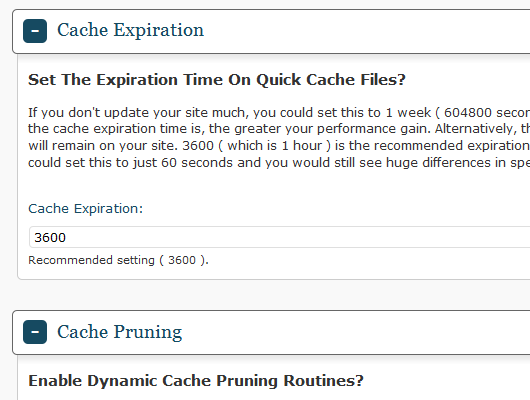 Cache Expiration
Set The Expiration Time On Quick Cache Files?
If you don't update your site much, you could set this to 1 week ( 604800
the cache expiration time is, the greater your performance gain. Alternatively,
will remain on your site. 3600 ( which is 1 hour ) is the recommended expiration
could set this to just 60 seconds and you would still see huge differences in
Cache Expiration:
3600
Recommended setting ( 3600 ).
Cache Pruning
Enable Dynamic Cache Pruning Routines?